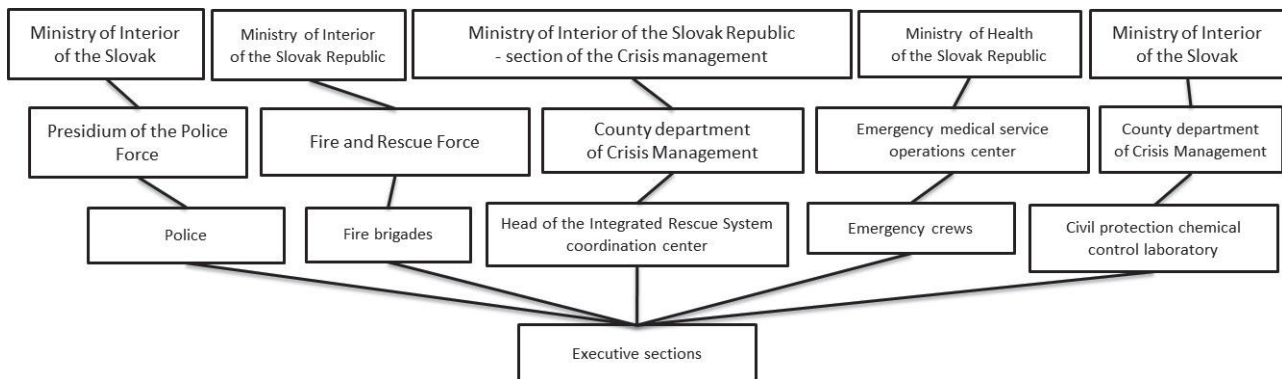 Ministry of Interior
of the Slovak
Ministry of Interior
of the Slovak Republic
Ministry of Interior of the Slovak Republic
- section of the Crisis management
Ministry of Health
of the Slovak Republic
Ministry of Interior
of the Slovak
Presidium of the Police
Force
Fire and Rescue Force
County department
of Crisis Management
Emergency medical service
operations center
County department
of Crisis Management
Police
Fire brigades
Head of the Integrated Rescue System
coordination center
Emergency crews
Civil protection chemical
control laboratory
Executive sections